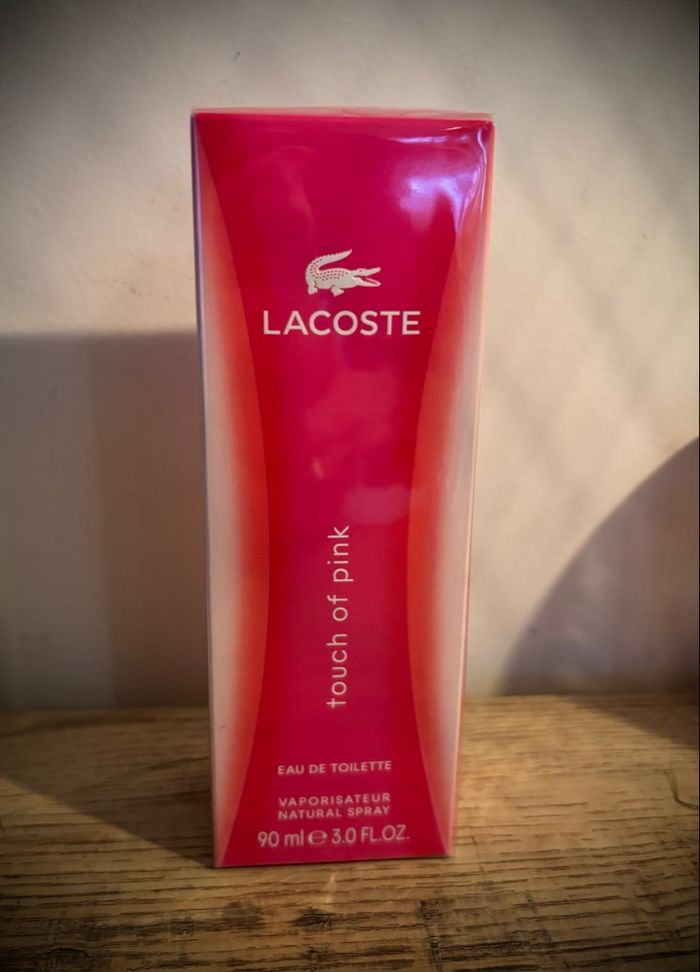 LACOSTE
touch of pink
EAU DE TOILETTE
VAPORISATEUR
NATURAL SPRAY
90 ml ℮ 3.0 FL.OZ.